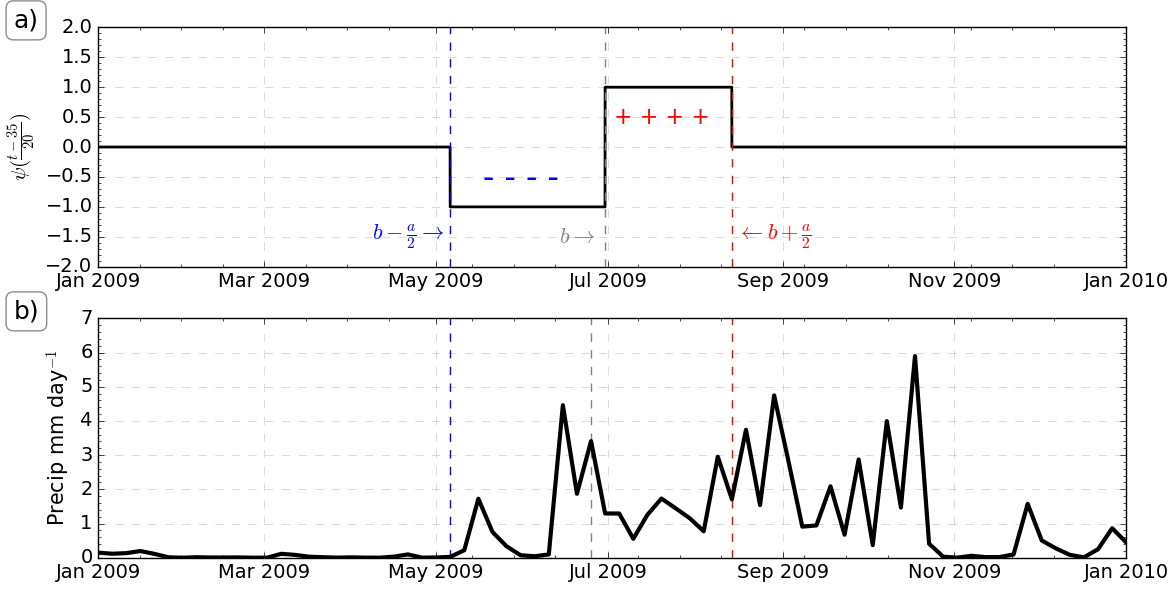 a)
2.0
1.5
1.0
0.5
0.0
−0.5
−1.0
−1.5
−2.0
ψ(t−35/20)
+ + + +
- - - -
b − a/2 →
b →
← b + a/2
Jan 2009 Mar 2009 May 2009 Jul 2009 Sep 2009 Nov 2009 Jan 2010
b)
7
6
5
4
3
2
1
0
Precip mm day⁻¹
Jan 2009 Mar 2009 May 2009 Jul 2009 Sep 2009 Nov 2009 Jan 2010